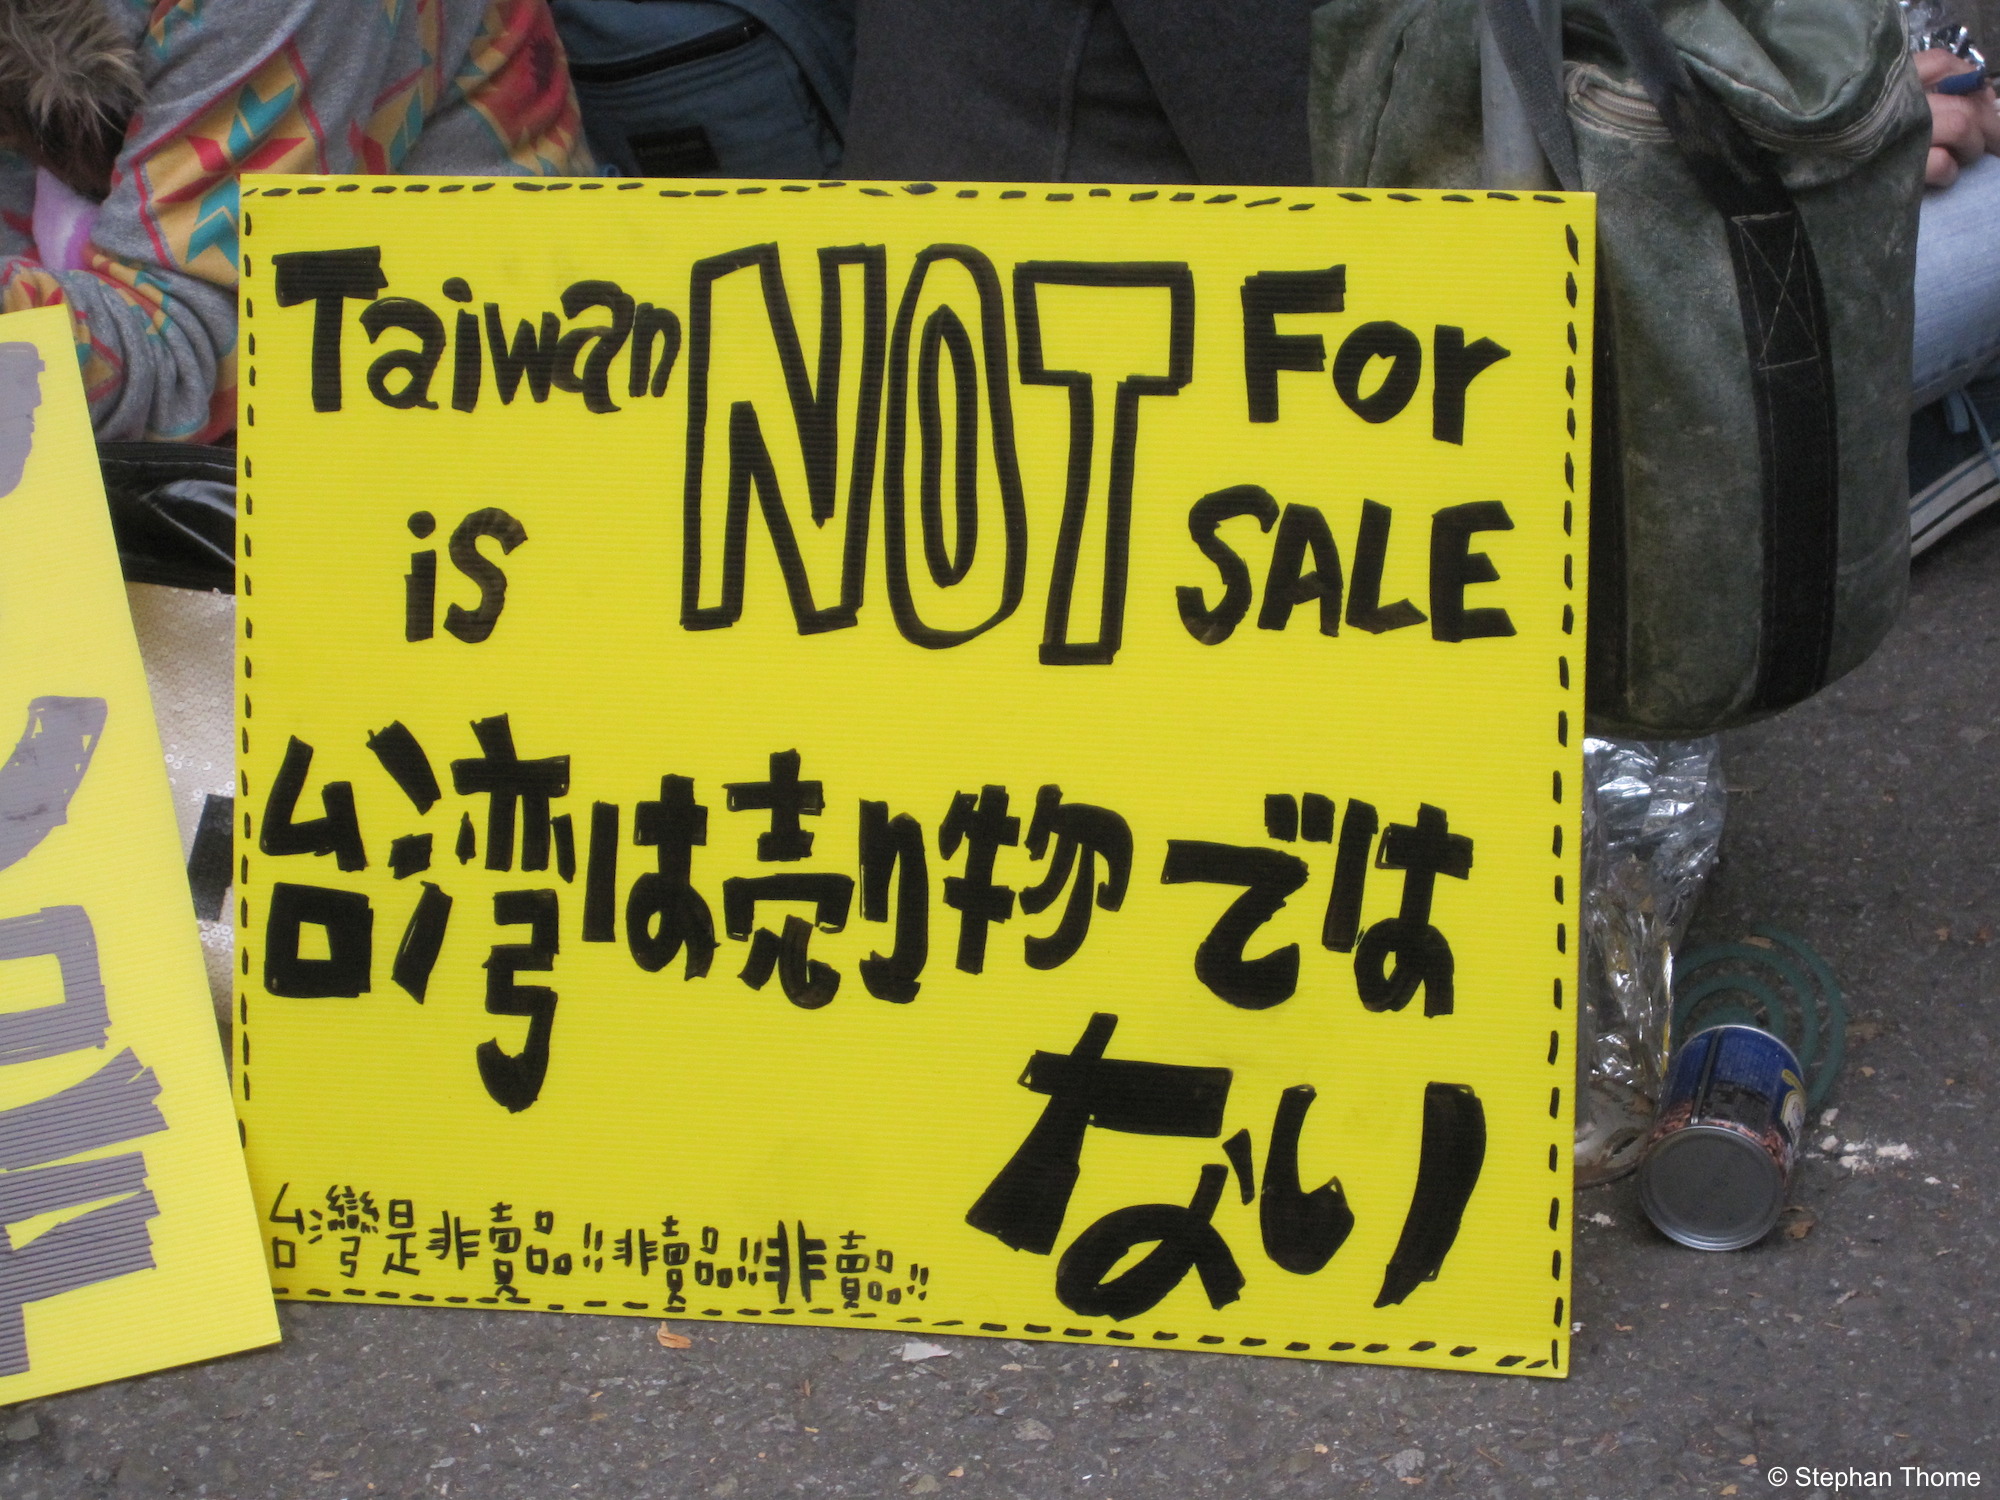 Taiwan is NOT For SALE
台湾は売り物では
ない
台灣是非賣品!!非賣品!!非賣品!!
© Stephan Thome